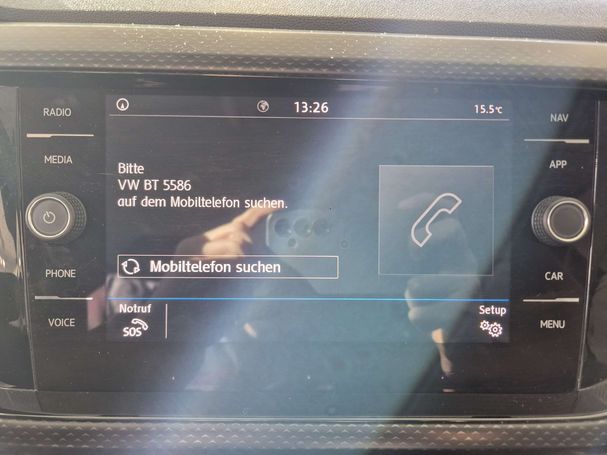 RADIO
MEDIA
PHONE
VOICE
13:26
15.5°C
Bitte
VW BT 5586
auf dem Mobiltelefon suchen.
Mobiltelefon suchen
Notruf
SOS
Setup
NAV
APP
CAR
MENU